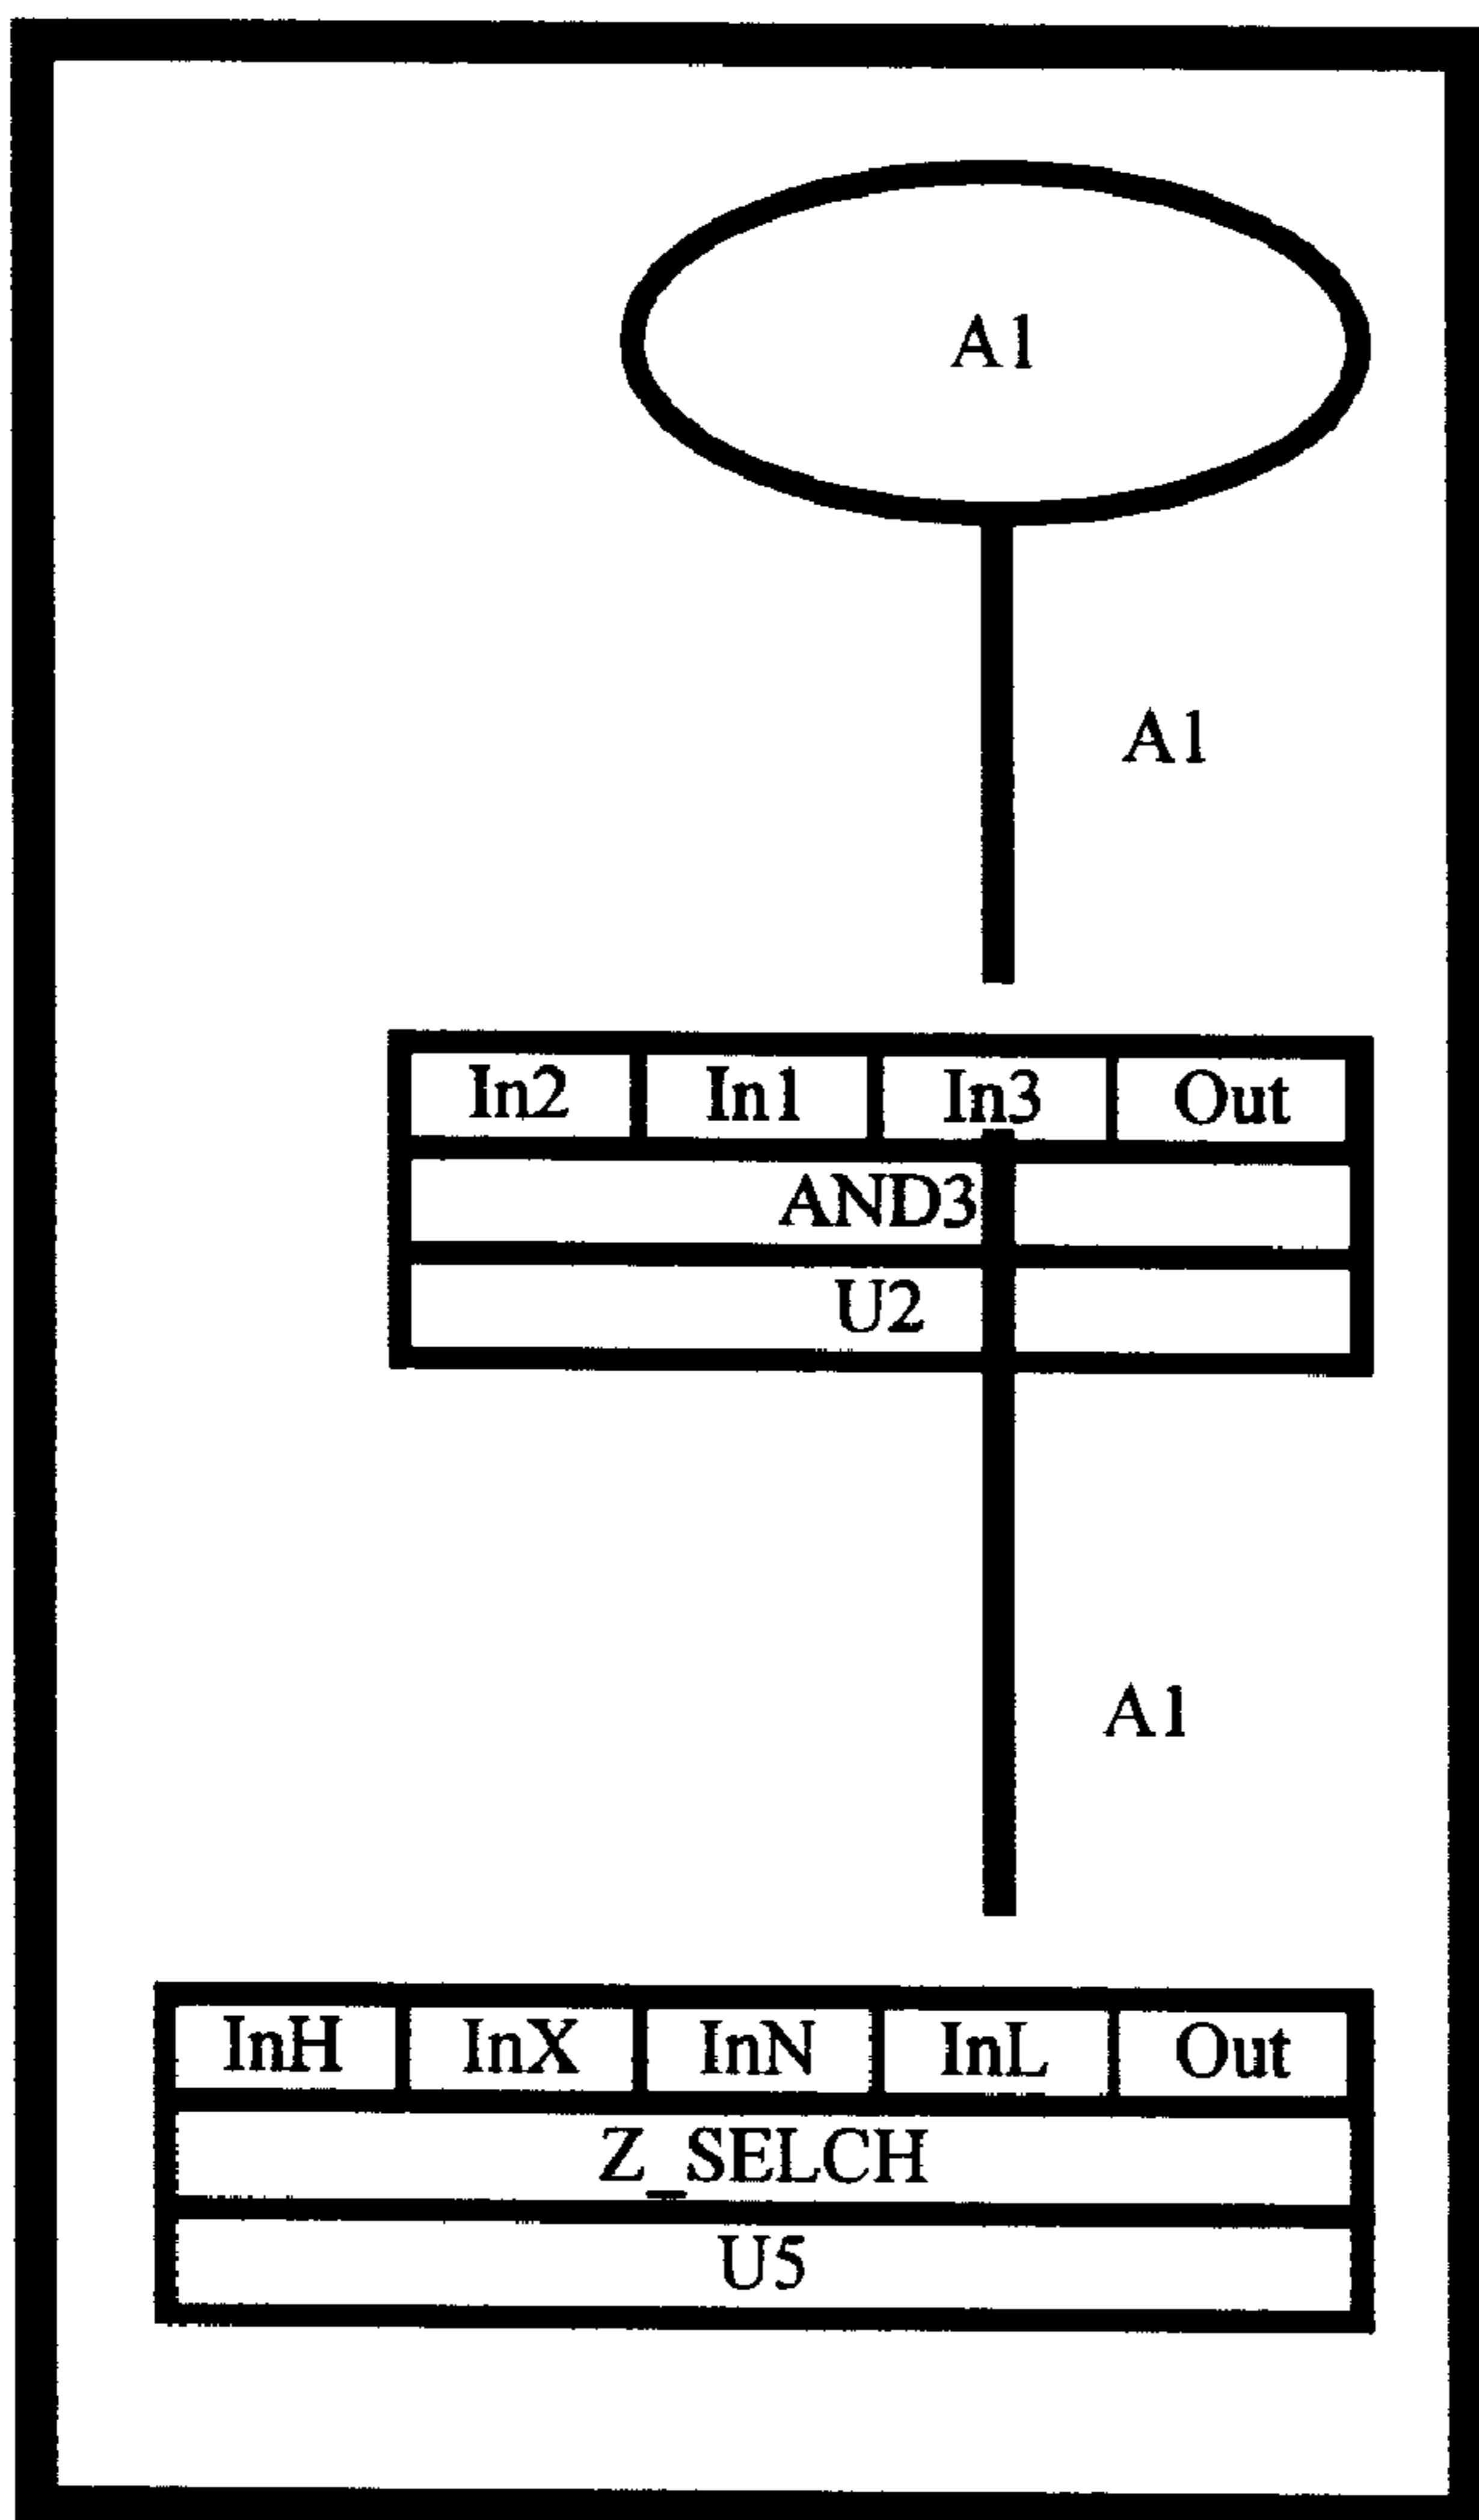 A1
A1
In2 In1 In3 Out
AND3
U2
A1
InH InX InN InL Out
Z_SELCH
U5